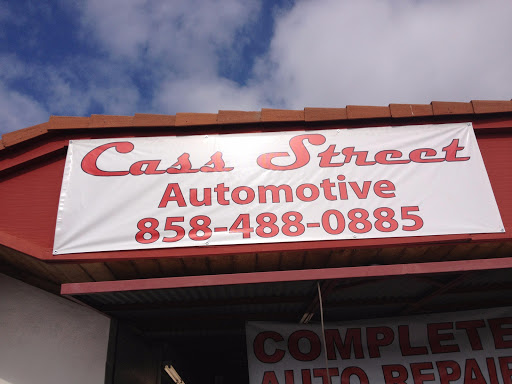 Cass Street
Automotive
858-488-0885
COMPLETE
AUTO REPAIR